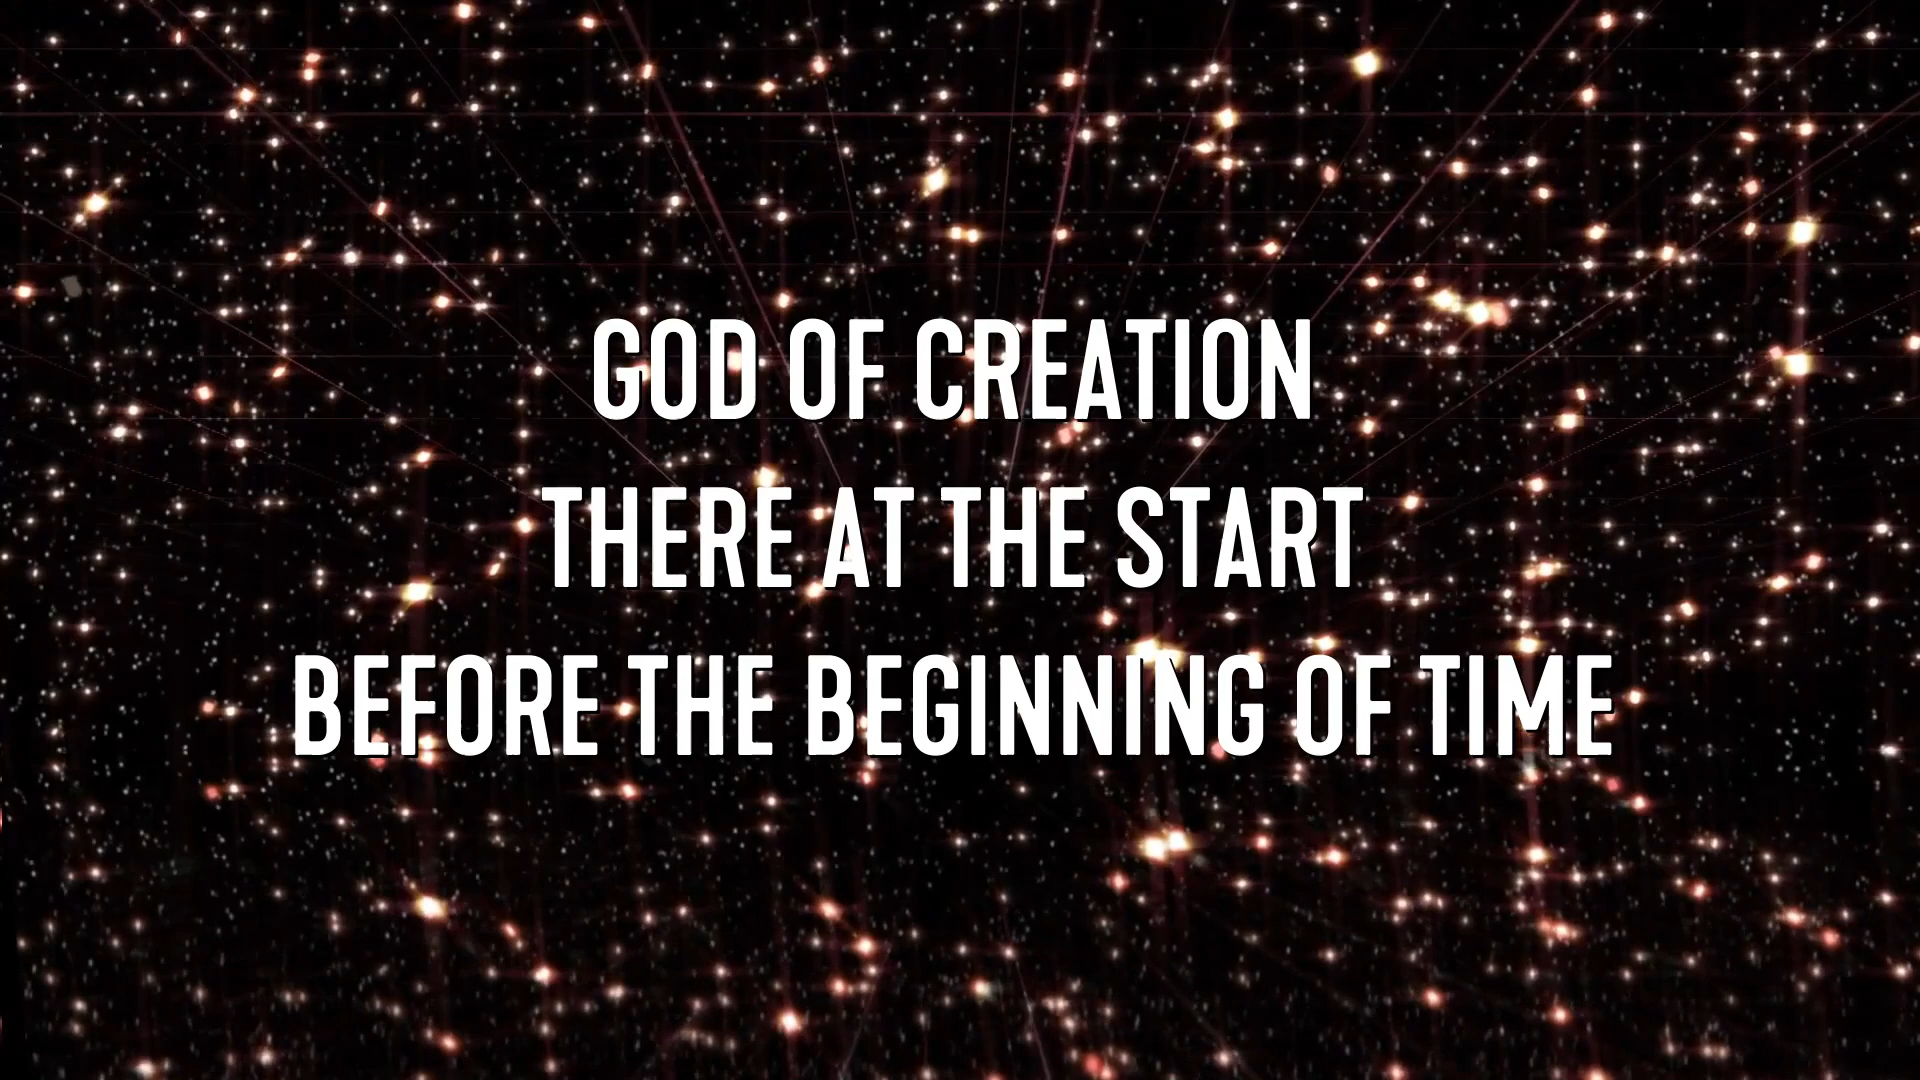 GOD OF CREATION
THERE AT THE START
BEFORE THE BEGINNING OF TIME